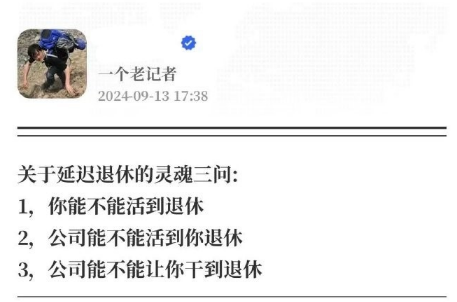 一个老记者
2024-09-13 17:38
关于延迟退休的灵魂三问:
1，你能不能活到退休
2，公司能不能活到你退休
3，公司能不能让你干到退休